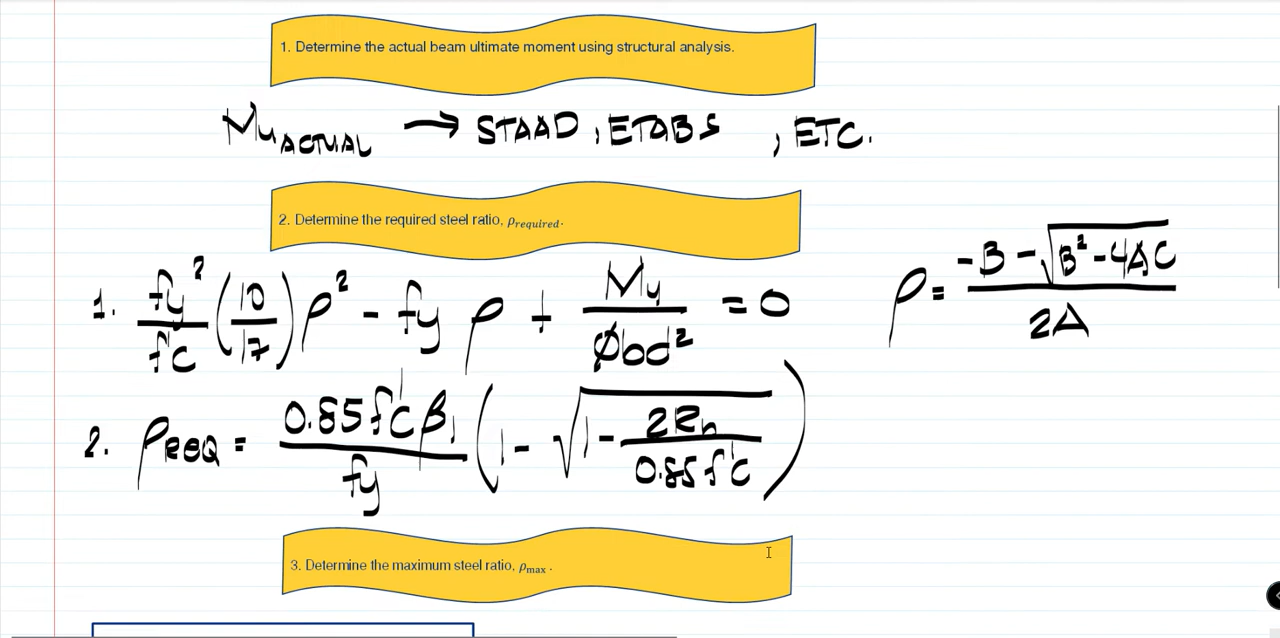 1. Determine the actual beam ultimate moment using structural analysis.
Mu ACTUAL → STAAD, ETABS, ETC.
2. Determine the required steel ratio, ρrequired.
1. fy²/f'c (10/17) ρ² - fy ρ + Mu/Øbd² = 0
ρ = (-B - √(B² - 4AC))/2A
2. ρREQ = 0.85f'c β₁/fy (1 - √(1 - 2Rn/0.85f'c))
3. Determine the maximum steel ratio, ρmax.